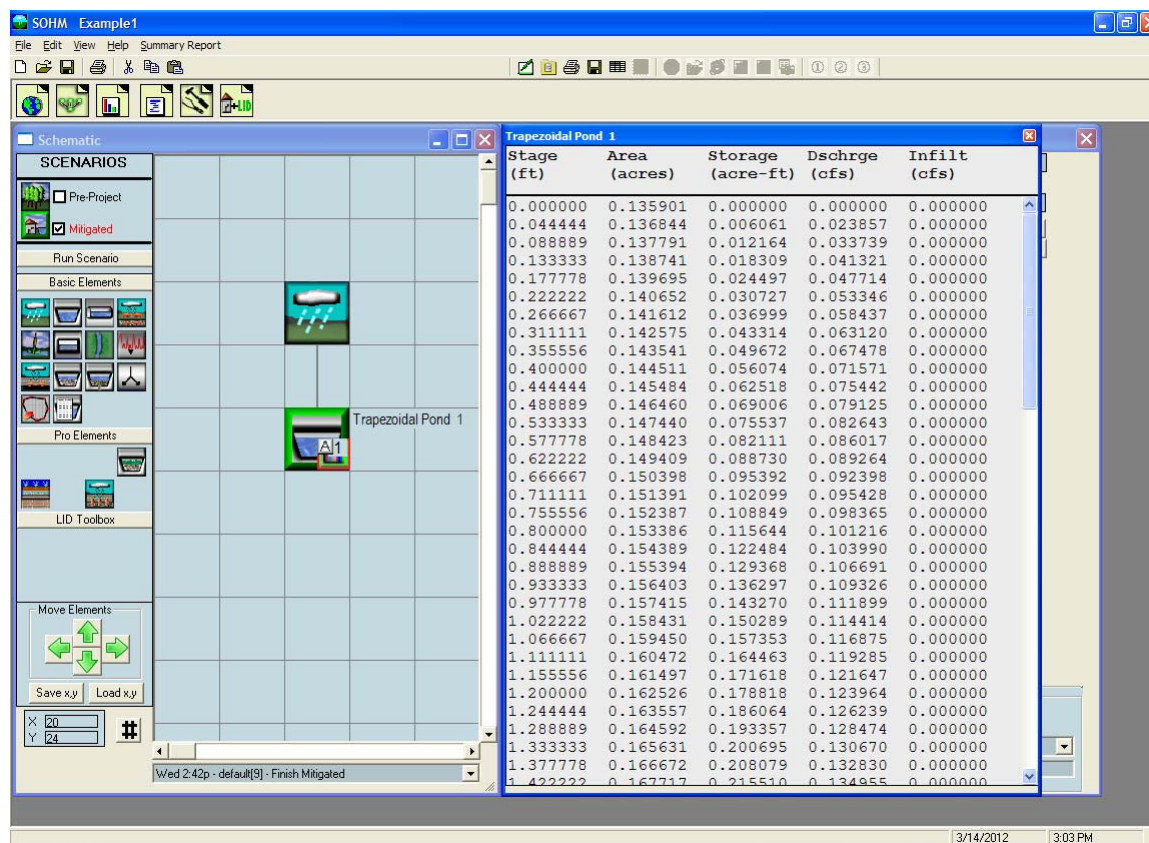 SOHM Example1
File Edit View Help Summary Report
+LID
Schematic
SCENARIOS
Pre-Project
Mitigated
Run Scenario
Basic Elements
Pro Elements
LID Toolbox
Move Elements
Save x,y Load x,y
X 20
Y 24
#
Trapezoidal Pond 1
A 1
Wed 2:42p - default[9] - Finish Mitigated
Trapezoidal Pond 1
Stage Area Storage Dschrge Infilt
(ft) (acres) (acre-ft) (cfs) (cfs)
0.000000 0.135901 0.000000 0.000000 0.000000
0.044444 0.136844 0.006061 0.023857 0.000000
0.088889 0.137791 0.012164 0.033739 0.000000
0.133333 0.138741 0.018309 0.041321 0.000000
0.177778 0.139695 0.024497 0.047714 0.000000
0.222222 0.140652 0.030727 0.053346 0.000000
0.266667 0.141612 0.036999 0.058437 0.000000
0.311111 0.142575 0.043314 0.063120 0.000000
0.355556 0.143541 0.049672 0.067478 0.000000
0.400000 0.144511 0.056074 0.071571 0.000000
0.444444 0.145484 0.062518 0.075442 0.000000
0.488889 0.146460 0.069006 0.079125 0.000000
0.533333 0.147440 0.075537 0.082643 0.000000
0.577778 0.148423 0.082111 0.086017 0.000000
0.622222 0.149409 0.088730 0.089264 0.000000
0.666667 0.150398 0.095392 0.092398 0.000000
0.711111 0.151391 0.102099 0.095428 0.000000
0.755556 0.152387 0.108849 0.098365 0.000000
0.800000 0.153386 0.115644 0.101216 0.000000
0.844444 0.154389 0.122484 0.103990 0.000000
0.888889 0.155394 0.129368 0.106691 0.000000
0.933333 0.156403 0.136297 0.109326 0.000000
0.977778 0.157415 0.143270 0.111899 0.000000
1.022222 0.158431 0.150289 0.114414 0.000000
1.066667 0.159450 0.157353 0.116875 0.000000
1.111111 0.160472 0.164463 0.119285 0.000000
1.155556 0.161497 0.171618 0.121647 0.000000
1.200000 0.162526 0.178818 0.123964 0.000000
1.244444 0.163557 0.186064 0.126239 0.000000
1.288889 0.164592 0.193357 0.128474 0.000000
1.333333 0.165631 0.200695 0.130670 0.000000
1.377778 0.166672 0.208079 0.132830 0.000000
1.422222 0.167717 0.215510 0.134955 0.000000
3/14/2012 3:03 PM